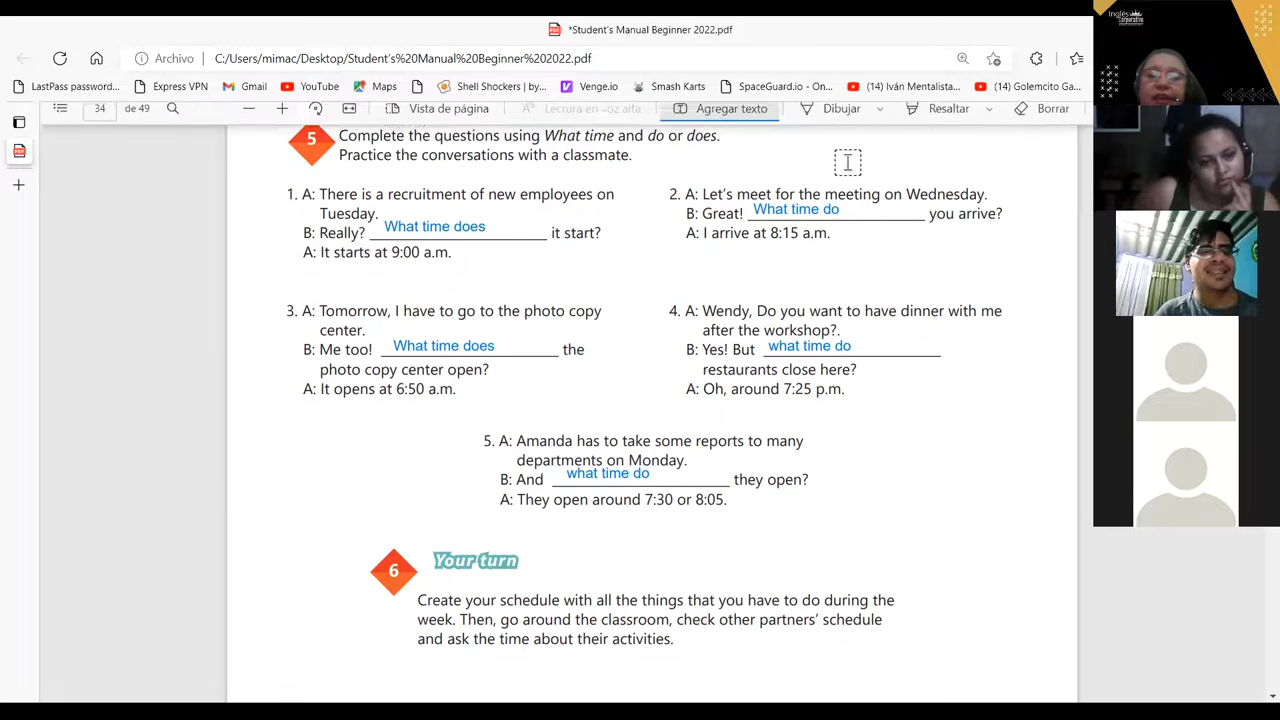 *Student's Manual Beginner 2022.pdf
Archivo
C:/Users/mimac/Desktop/Student's%20Manual%20Beginner%202022.pdf
LastPass password...
Express VPN
Gmail
YouTube
Maps
Shell Shockers | by...
Venge.io
Smash Karts
SpaceGuard.io - On...
(14) Iván Mentalista...
(14) Golemcito Ga...
34
de 49
Vista de página
Lectura en voz alta
Agregar texto
Dibujar
Resaltar
Borrar
Inglés
Corporativo
5
Complete the questions using What time and do or does.
Practice the conversations with a classmate.
1. A: There is a recruitment of new employees on
Tuesday.
B: Really? What time does it start?
A: It starts at 9:00 a.m.
2. A: Let's meet for the meeting on Wednesday.
B: Great! What time do you arrive?
A: I arrive at 8:15 a.m.
3. A: Tomorrow, I have to go to the photo copy
center.
B: Me too! What time does the
photo copy center open?
A: It opens at 6:50 a.m.
4. A: Wendy, Do you want to have dinner with me
after the workshop?.
B: Yes! But what time do
restaurants close here?
A: Oh, around 7:25 p.m.
5. A: Amanda has to take some reports to many
departments on Monday.
B: And what time do they open?
A: They open around 7:30 or 8:05.
6
Your turn
Create your schedule with all the things that you have to do during the
week. Then, go around the classroom, check other partners' schedule
and ask the time about their activities.